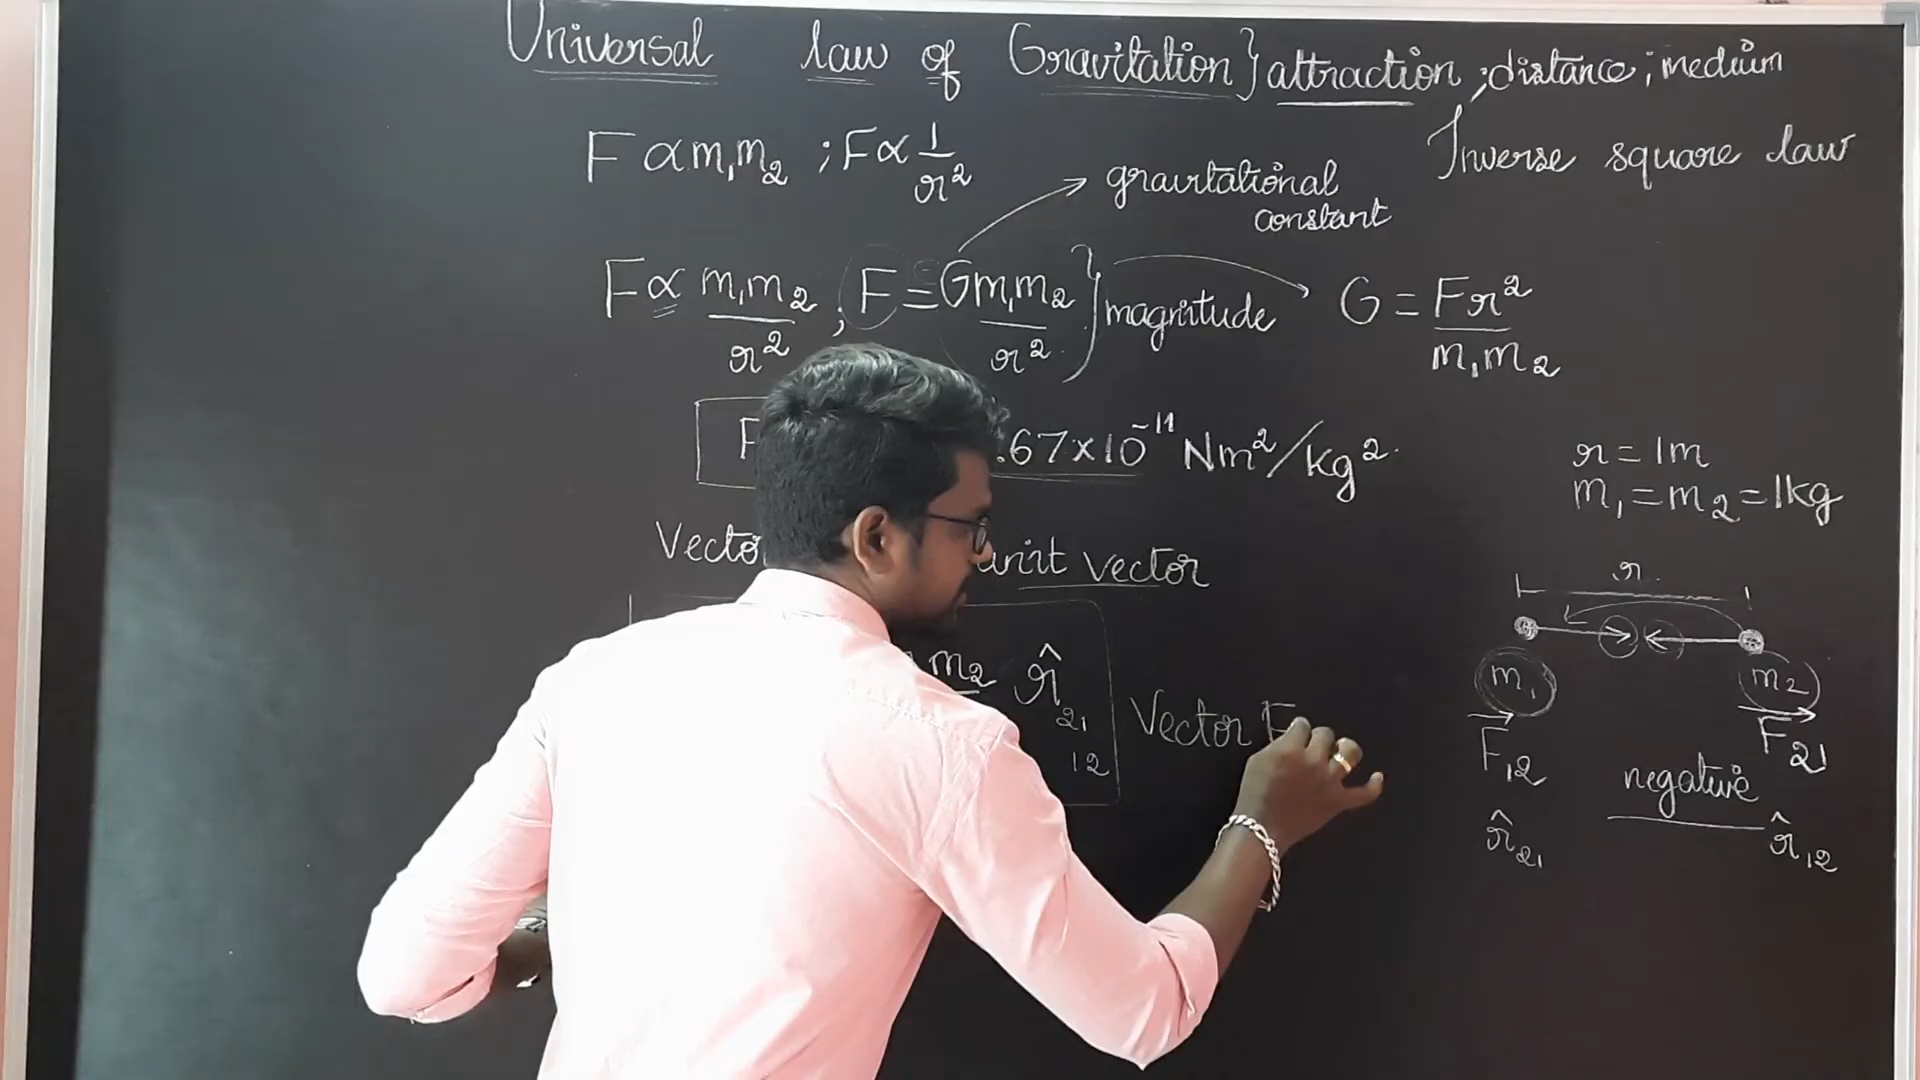 Universal law of Gravitation} attraction ; distance ; medium
F ∝ m₁m₂ ; F ∝ 1/r²
Inverse square law
gravitational
constant
F ∝ m₁m₂/r² ; F = Gm₁m₂/r² } magnitude
G = Fr²/m₁m₂
F
.67×10⁻¹¹ Nm²/kg²
r = 1m
m₁ = m₂ = 1kg
Vecto
unit vector
r
m₂ r̂₂₁
12
Vector F
m₁
m₂
F⃗₁₂
F⃗₂₁
negative
r̂₂₁
r̂₁₂